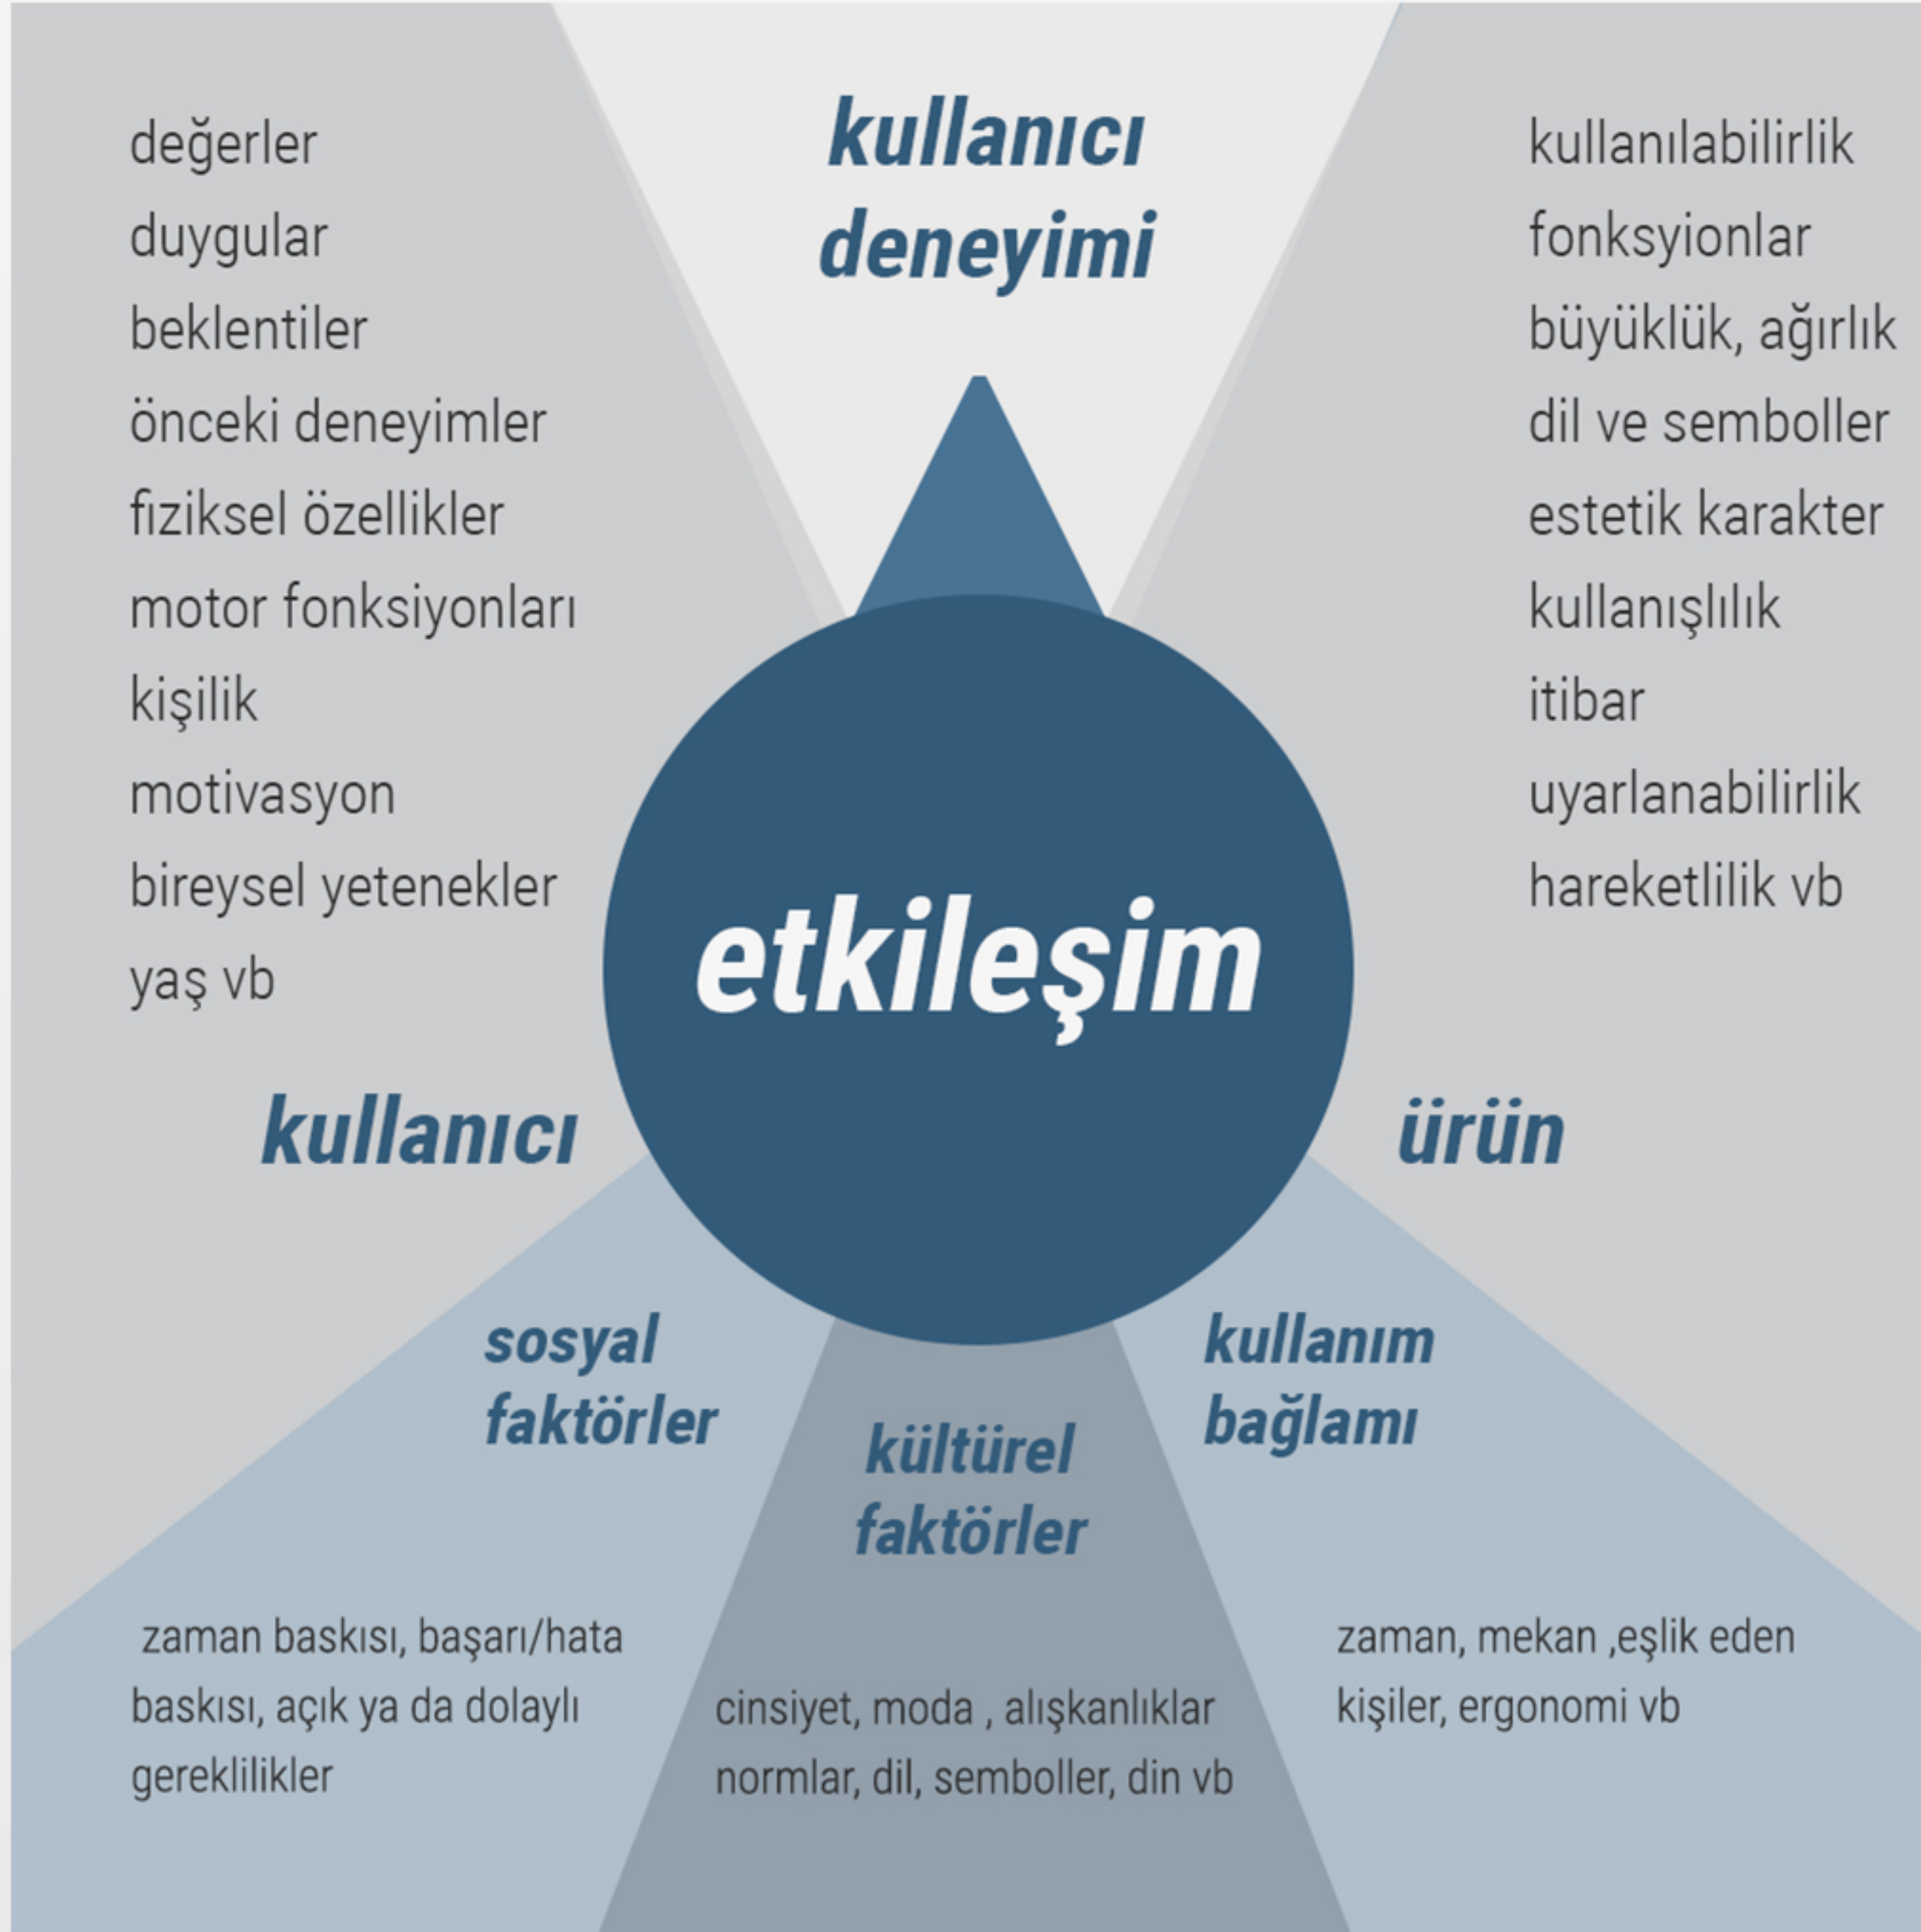 kullanıcı
deneyimi
değerler
duygular
beklentiler
önceki deneyimler
fiziksel özellikler
motor fonksiyonları
kişilik
motivasyon
bireysel yetenekler
yaş vb
kullanıcı
kullanılabilirlik
fonksyionlar
büyüklük, ağırlık
dil ve semboller
estetik karakter
kullanışlılık
itibar
uyarlanabilirlik
hareketlilik vb
ürün
etkileşim
sosyal
faktörler
zaman baskısı, başarı/hata
baskısı, açık ya da dolaylı
gereklilikler
kültürel
faktörler
cinsiyet, moda , alışkanlıklar
normlar, dil, semboller, din vb
kullanım
bağlamı
zaman, mekan ,eşlik eden
kişiler, ergonomi vb